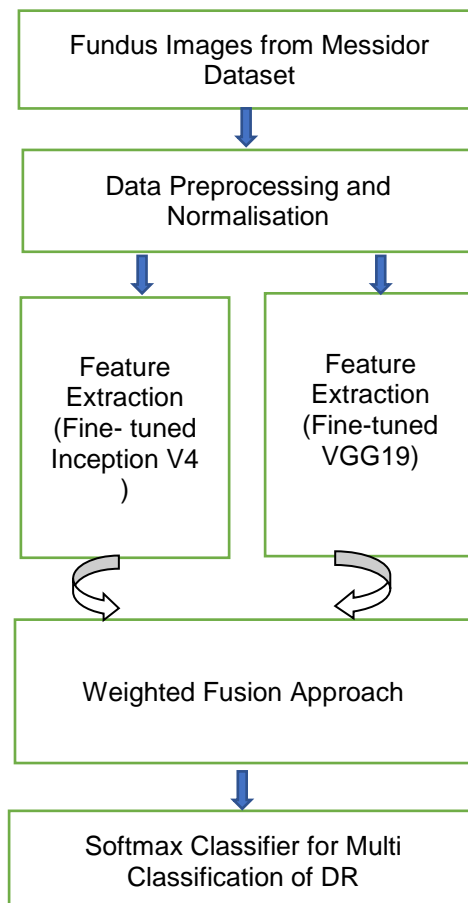 Fundus Images from Messidor
Dataset
Data Preprocessing and
Normalisation
Feature
Extraction
(Fine- tuned
Inception V4
)
Feature
Extraction
(Fine-tuned
VGG19)
Weighted Fusion Approach
Softmax Classifier for Multi
Classification of DR